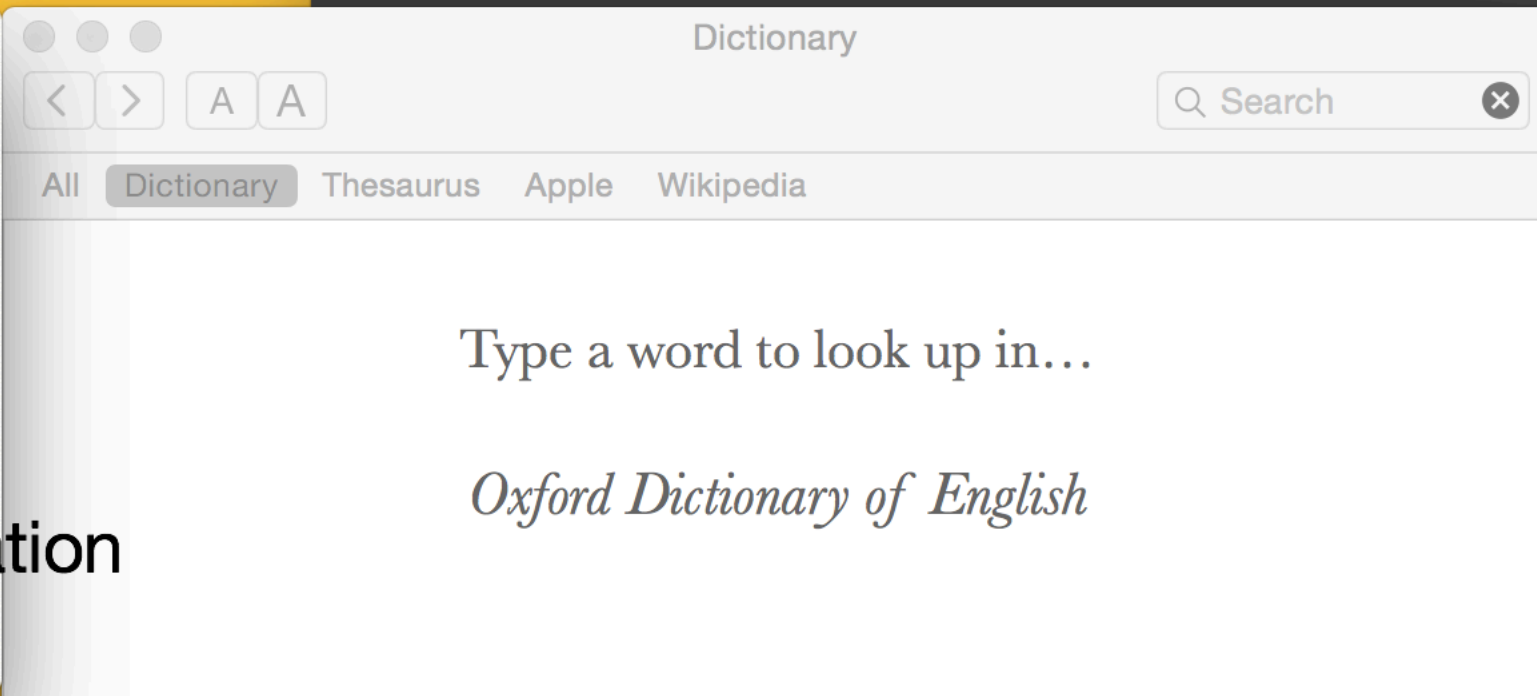 Dictionary
A A
Search
All Dictionary Thesaurus Apple Wikipedia
Type a word to look up in…
Oxford Dictionary of English
tion